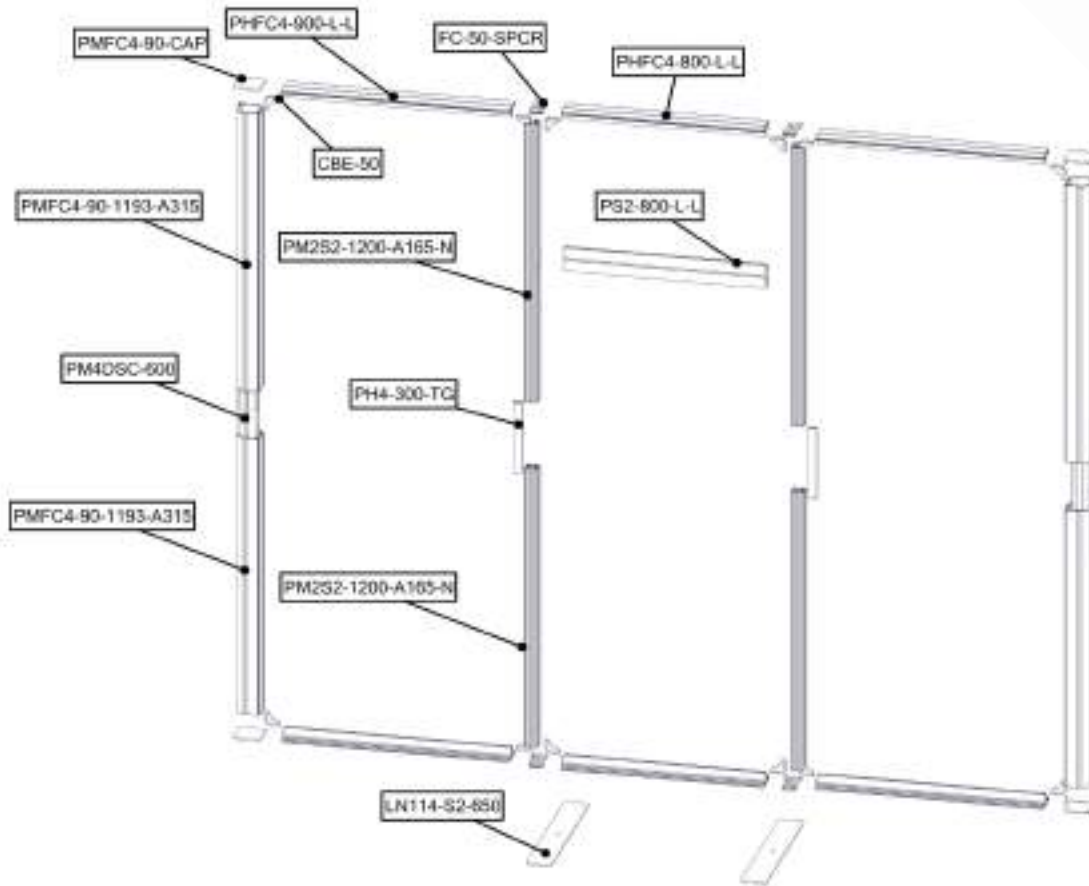 PHFC4-900-L-L
PMFC4-90-CAP
FC-50-SPCR
PHFC4-800-L-L
CBE-50
PMFC4-90-1193-A315
PS2-800-L-L
PM2S2-1200-A165-N
PM4DSC-600
PH4-300-TC
PMFC4-90-1193-A315
PM2S2-1200-A165-N
LN114-S2-650